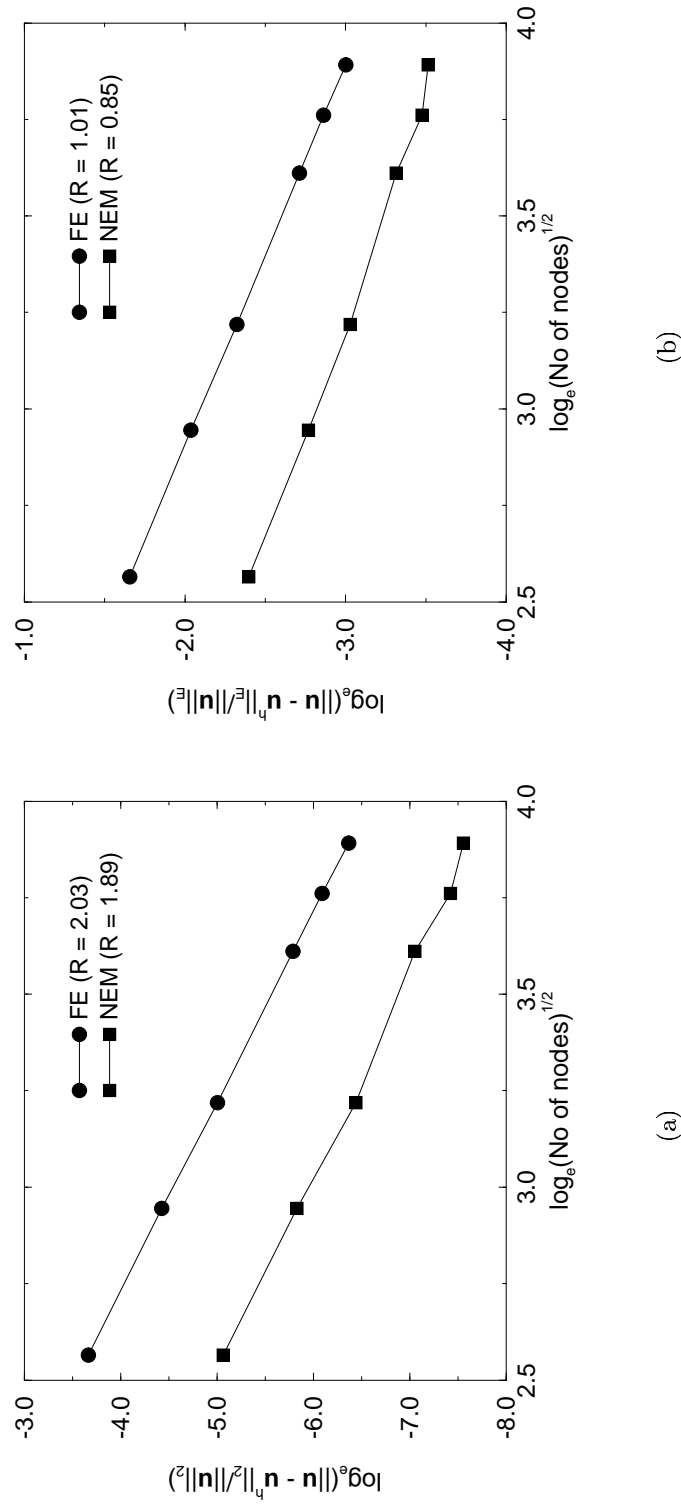 -3.0
-4.0
-5.0
-6.0
-7.0
-8.0
log_e(||u - u^h||_2/||u||_2)
FE (R = 2.03)
NEM (R = 1.89)
2.5
3.0
3.5
4.0
log_e(No of nodes)^{1/2}
(a)
-1.0
-2.0
-3.0
-4.0
log_e(||u - u^h||_E/||u||_E)
FE (R = 1.01)
NEM (R = 0.85)
2.5
3.0
3.5
4.0
log_e(No of nodes)^{1/2}
(b)